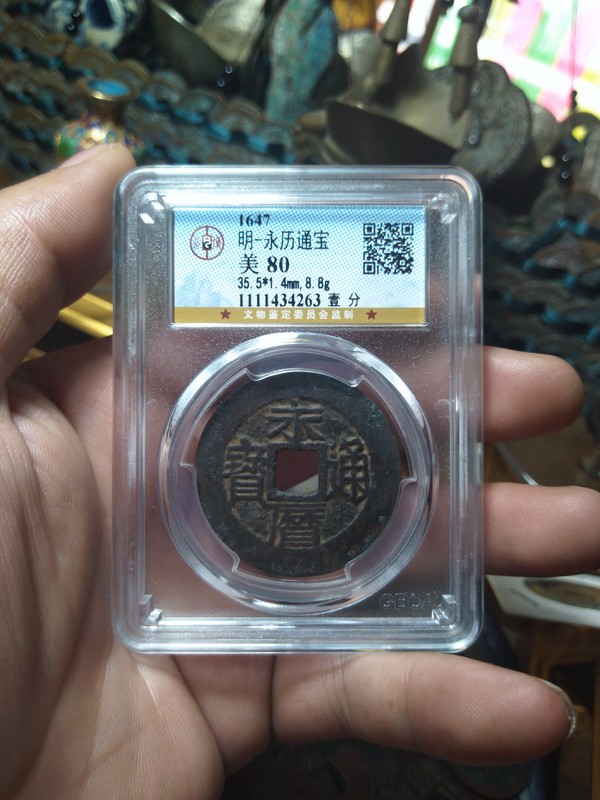 1647
明-永历通宝
美 80
35.5*1.4mm, 8.8g
1111434263 壹 分
★ 文物鉴定委员会监制 ★
永
寶 通
曆